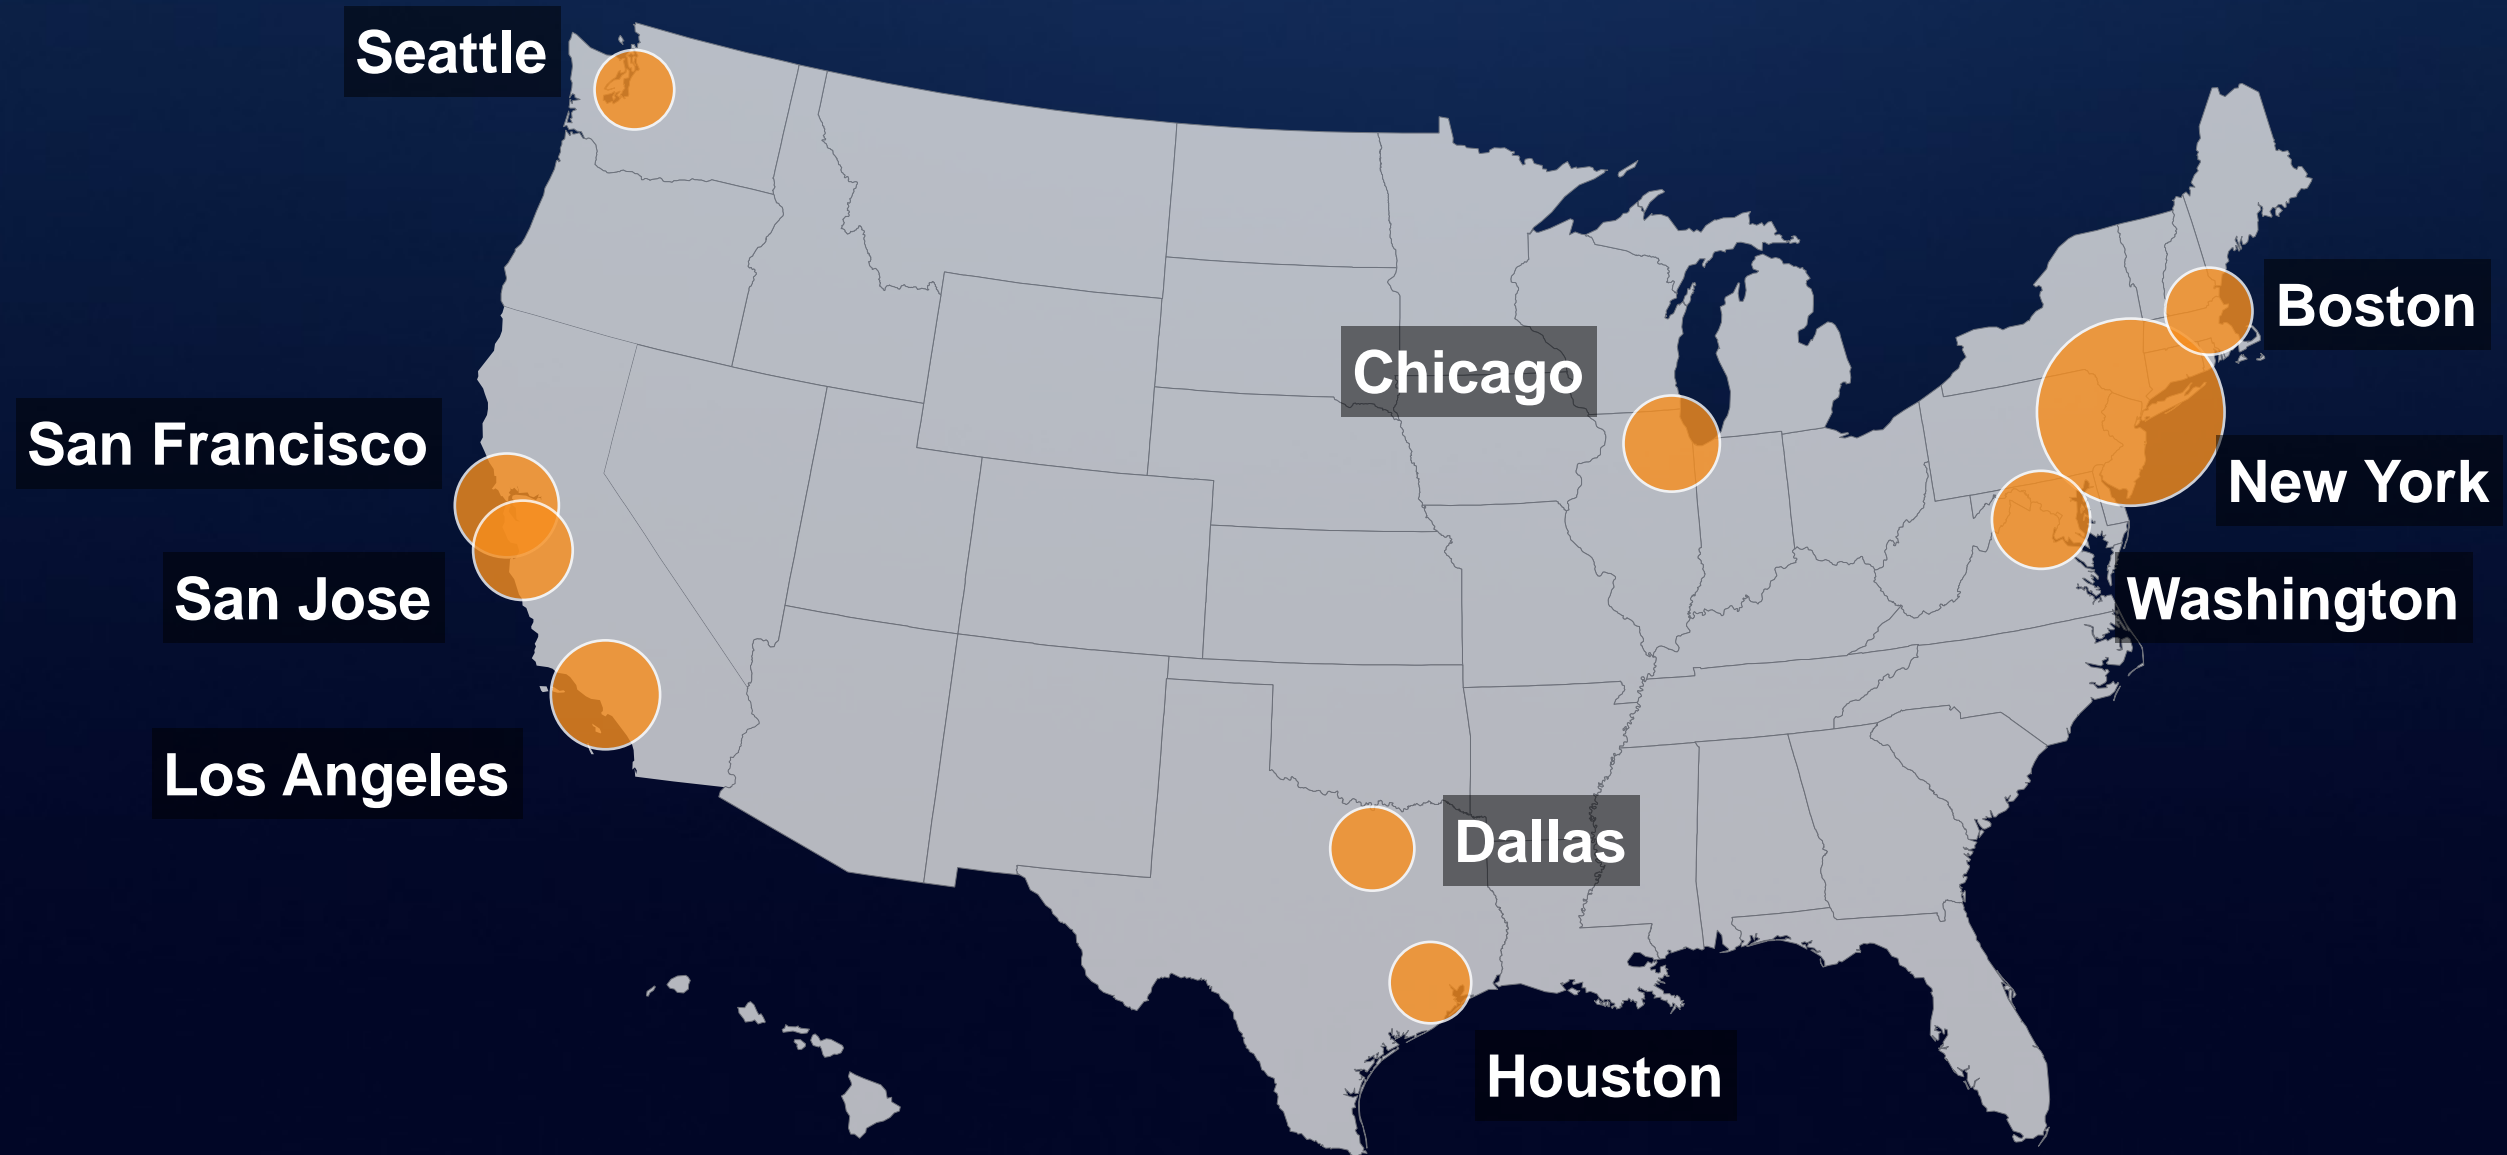 Seattle
Boston
Chicago
San Francisco
New York
San Jose
Washington
Los Angeles
Dallas
Houston